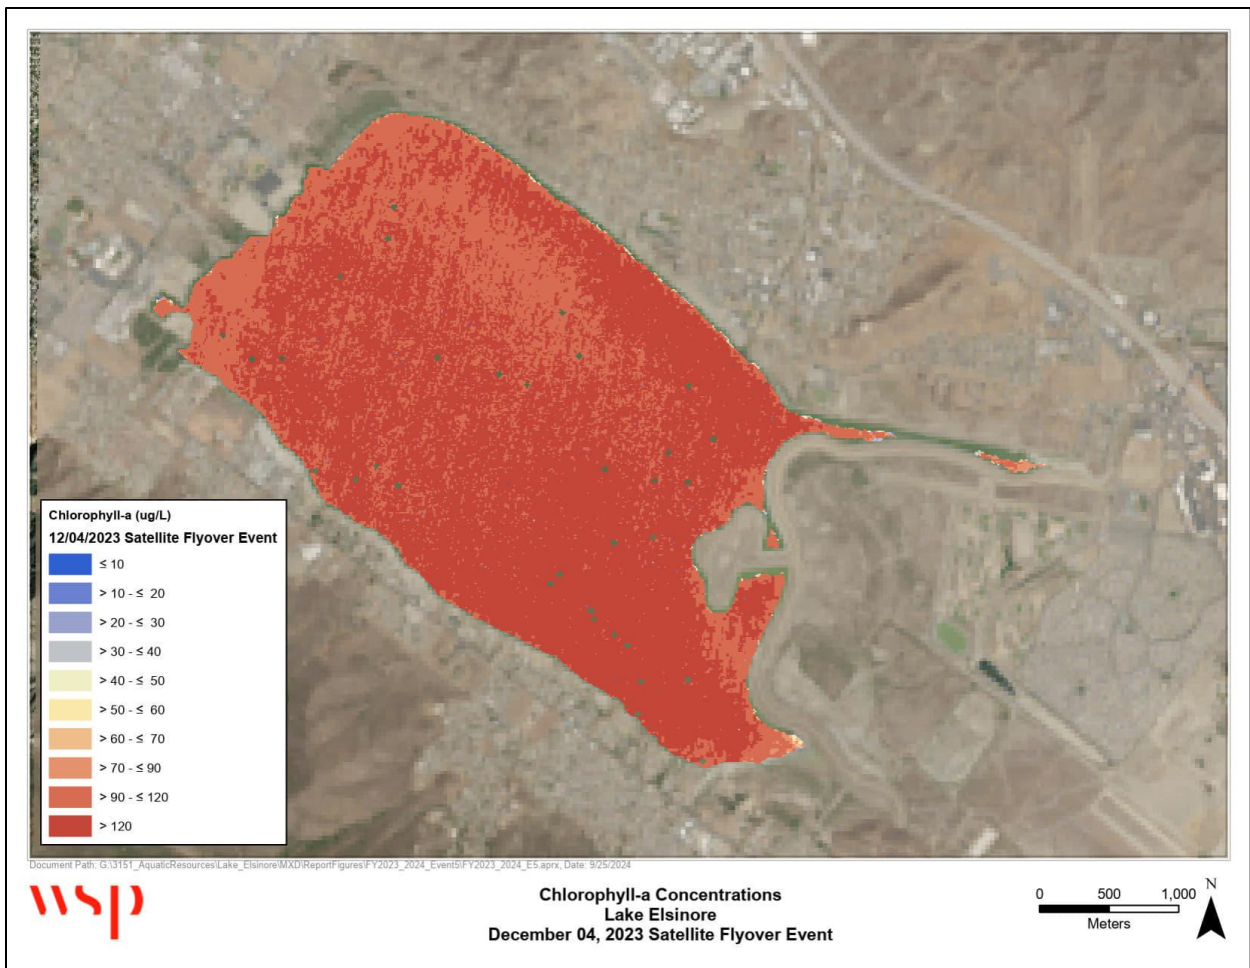 Chlorophyll-a (ug/L)
12/04/2023 Satellite Flyover Event
≤ 10
> 10 - ≤ 20
> 20 - ≤ 30
> 30 - ≤ 40
> 40 - ≤ 50
> 50 - ≤ 60
> 60 - ≤ 70
> 70 - ≤ 90
> 90 - ≤ 120
> 120
Document Path: G:\3151_AquaticResources\Lake_Elsinore\MXD\ReportFigures\FY2023_2024_Event5\FY2023_2024_E5.aprx, Date: 9/25/2024
wsp
Chlorophyll-a Concentrations
Lake Elsinore
December 04, 2023 Satellite Flyover Event
0 500 1,000
Meters
N